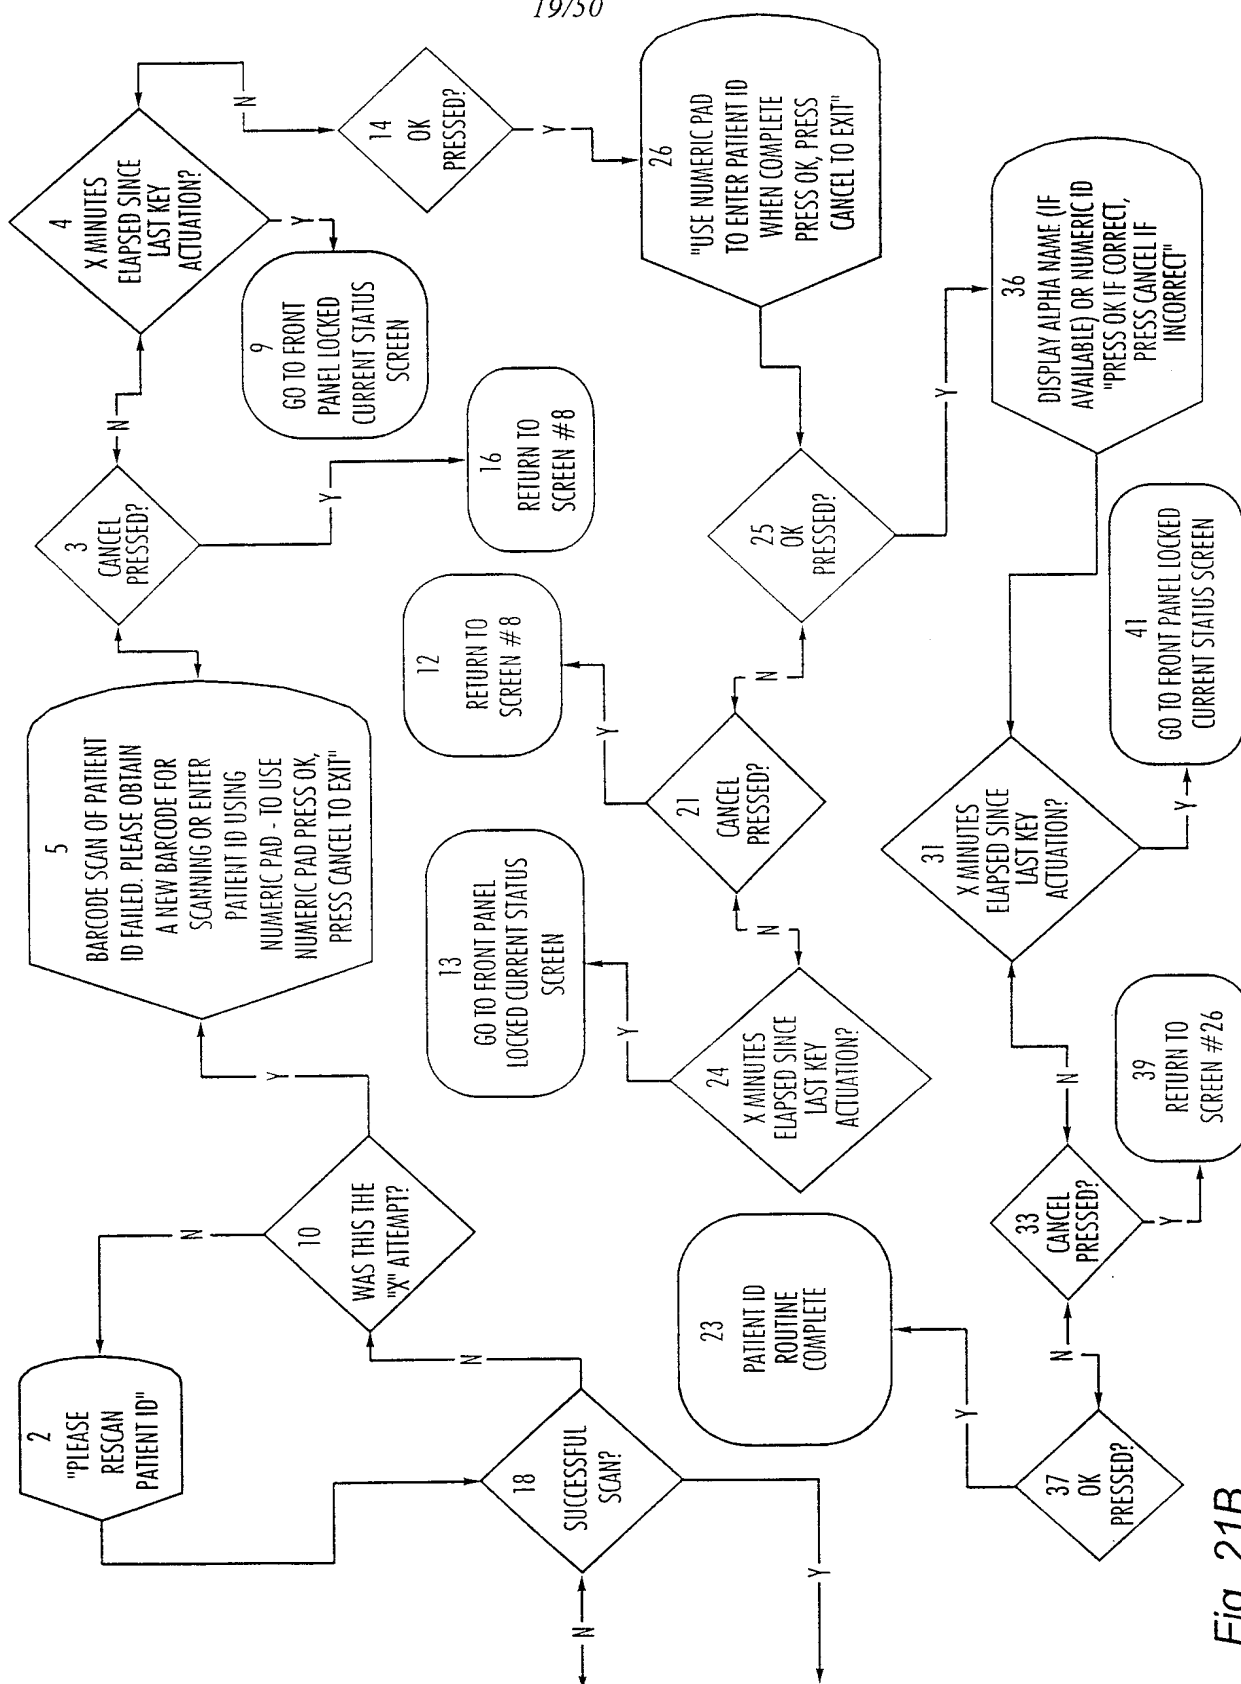 19/50
2
"PLEASE
RESCAN
PATIENT ID"
N
10
WAS THIS THE
"X" ATTEMPT?
Y
5
BARCODE SCAN OF PATIENT
ID FAILED. PLEASE OBTAIN
A NEW BARCODE FOR
SCANNING OR ENTER
PATIENT ID USING
NUMERIC PAD - TO USE
NUMERIC PAD PRESS OK,
PRESS CANCEL TO EXIT"
3
CANCEL
PRESSED?
N
Y
4
X MINUTES
ELAPSED SINCE
LAST KEY
ACTUATION?
Y
N
9
GO TO FRONT
PANEL LOCKED
CURRENT STATUS
SCREEN
16
RETURN TO
SCREEN #8
14
OK
PRESSED?
Y
18
SUCCESSFUL
SCAN?
N
N
Y
13
GO TO FRONT PANEL
LOCKED CURRENT STATUS
SCREEN
Y
12
RETURN TO
SCREEN #8
Y
24
X MINUTES
ELAPSED SINCE
LAST KEY
ACTUATION?
N
21
CANCEL
PRESSED?
N
25
OK
PRESSED?
Y
26
"USE NUMERIC PAD
TO ENTER PATIENT ID
WHEN COMPLETE
PRESS OK, PRESS
CANCEL TO EXIT"
23
PATIENT ID
ROUTINE
COMPLETE
Y
37
OK
PRESSED?
N
33
CANCEL
PRESSED?
N
Y
31
X MINUTES
ELAPSED SINCE
LAST KEY
ACTUATION?
Y
36
DISPLAY ALPHA NAME (IF
AVAILABLE) OR NUMERIC ID
"PRESS OK IF CORRECT,
PRESS CANCEL IF
INCORRECT"
39
RETURN TO
SCREEN #26
41
GO TO FRONT PANEL LOCKED
CURRENT STATUS SCREEN
Fig. 21B